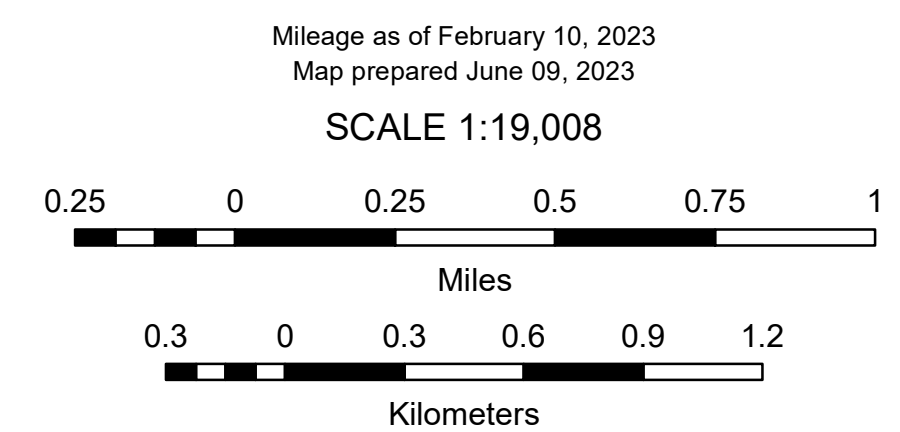 Mileage as of February 10, 2023
Map prepared June 09, 2023
SCALE 1:19,008
0.25 0 0.25 0.5 0.75 1
Miles
0.3 0 0.3 0.6 0.9 1.2
Kilometers